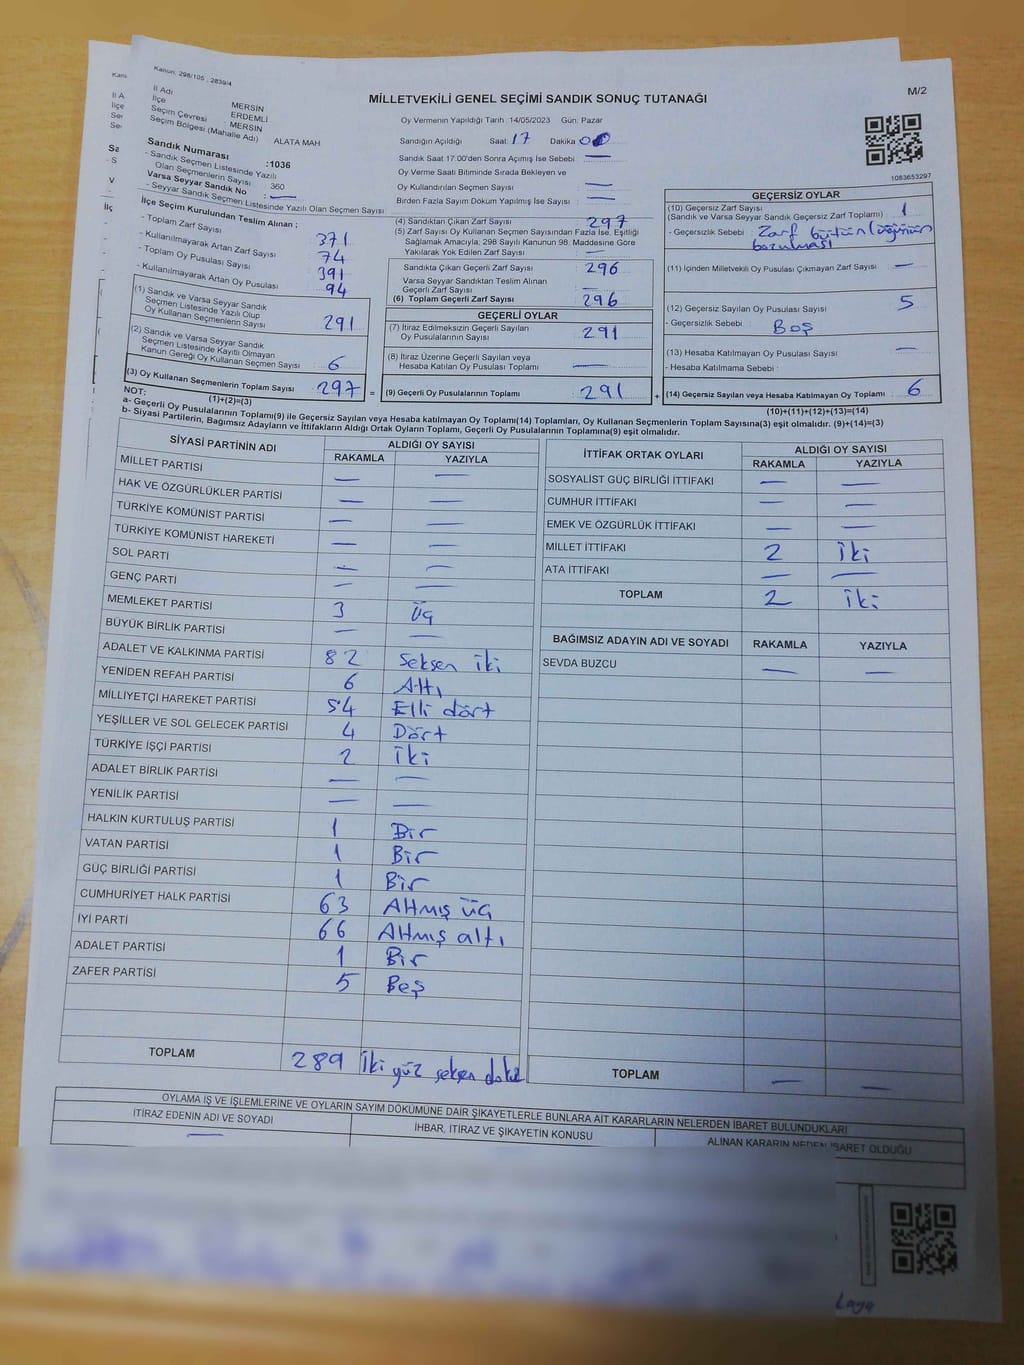 Kanun: 298/105 , 2839/4
M/2
MİLLETVEKİLİ GENEL SEÇİMİ SANDIK SONUÇ TUTANAĞI
İl Adı
İlçe MERSİN
Seçim Çevresi ERDEMLİ
Seçim Bölgesi (Mahalle Adı) : MERSİN
ALATA MAH
Sandık Numarası :1036
- Sandık Seçmen Listesinde Yazılı
Olan Seçmenlerin Sayısı 360
Varsa Seyyar Sandık No : —
- Seyyar Sandık Seçmen Listesinde Yazılı Olan Seçmen Sayısı
İlçe Seçim Kurulundan Teslim Alınan ;
- Toplam Zarf Sayısı 371
- Kullanılmayarak Artan Zarf Sayısı 74
- Toplam Oy Pusulası Sayısı 391
- Kullanılmayarak Artan Oy Pusulası 94
(1) Sandık ve Varsa Seyyar Sandık
Seçmen Listesinde Yazılı Olup
Oy Kullanan Seçmenlerin Sayısı 291
(2) Sandık ve Varsa Seyyar Sandık
Seçmen Listesinde Kayıtlı Olmayan
Kanun Gereği Oy Kullanan Seçmen Sayısı 6
(3) Oy Kullanan Seçmenlerin Toplam Sayısı 297 =
(1)+(2)=(3)
Oy Vermenin Yapıldığı Tarih :14/05/2023 Gün: Pazar
Sandığın Açıldığı Saat: 17 Dakika 00
Sandık Saat 17:00'den Sonra Açılmış İse Sebebi : —
Oy Verme Saati Bitiminde Sırada Bekleyen ve
Oy Kullandırılan Seçmen Sayısı : —
Birden Fazla Sayım Döküm Yapılmış İse Sayısı : —
(4) Sandıktan Çıkan Zarf Sayısı : 297
(5) Zarf Sayısı Oy Kullanan Seçmen Sayısından Fazla İse, Eşitliği
Sağlamak Amacıyla; 298 Sayılı Kanunun 98. Maddesine Göre
Yakılarak Yok Edilen Zarf Sayısı : —
Sandıkta Çıkan Geçerli Zarf Sayısı : 296
Varsa Seyyar Sandıktan Teslim Alınan
Geçerli Zarf Sayısı : —
(6) Toplam Geçerli Zarf Sayısı : 296
GEÇERLİ OYLAR
(7) İtiraz Edilmeksizin Geçerli Sayılan
Oy Pusulalarının Sayısı : 291
(8) İtiraz Üzerine Geçerli Sayılan veya
Hesaba Katılan Oy Pusulası Toplamı : —
(9) Geçerli Oy Pusulalarının Toplamı : 291 +
1083653297
GEÇERSİZ OYLAR
(10) Geçersiz Zarf Sayısı
(Sandık ve Varsa Seyyar Sandık Geçersiz Zarf Toplamı) : 1
- Geçersizlik Sebebi : Zarf bütünlüğünün
bozulması
(11) İçinden Milletvekili Oy Pusulası Çıkmayan Zarf Sayısı : —
(12) Geçersiz Sayılan Oy Pusulası Sayısı : 5
- Geçersizlik Sebebi : Boş
(13) Hesaba Katılmayan Oy Pusulası Sayısı : —
- Hesaba Katılmama Sebebi :
(14) Geçersiz Sayılan veya Hesaba Katılmayan Oy Toplamı : 6
(10)+(11)+(12)+(13)=(14)
NOT:
a- Geçerli Oy Pusulalarının Toplamı(9) ile Geçersiz Sayılan veya Hesaba katılmayan Oy Toplamı(14) Toplamları, Oy Kullanan Seçmenlerin Toplam Sayısına(3) eşit olmalıdır. (9)+(14)=(3)
b- Siyasi Partilerin, Bağımsız Adayların ve İttifakların Aldığı Ortak Oyların Toplamı, Geçerli Oy Pusulalarının Toplamına(9) eşit olmalıdır.
SİYASİ PARTİNİN ADI ALDIĞI OY SAYISI
RAKAMLA YAZIYLA
MİLLET PARTİSİ — —
HAK VE ÖZGÜRLÜKLER PARTİSİ — —
TÜRKİYE KOMÜNİST PARTİSİ — —
TÜRKİYE KOMÜNİST HAREKETİ — —
SOL PARTİ — —
GENÇ PARTİ — —
MEMLEKET PARTİSİ 3 üç
BÜYÜK BİRLİK PARTİSİ — —
ADALET VE KALKINMA PARTİSİ 82 Seksen iki
YENİDEN REFAH PARTİSİ 6 Altı
MİLLİYETÇİ HAREKET PARTİSİ 54 Elli dört
YEŞİLLER VE SOL GELECEK PARTİSİ 4 Dört
TÜRKİYE İŞÇİ PARTİSİ 2 iki
ADALET BİRLİK PARTİSİ — —
YENİLİK PARTİSİ — —
HALKIN KURTULUŞ PARTİSİ 1 Bir
VATAN PARTİSİ 1 Bir
GÜÇ BİRLİĞİ PARTİSİ 1 Bir
CUMHURİYET HALK PARTİSİ 63 Altmış üç
İYİ PARTİ 66 Altmış altı
ADALET PARTİSİ 1 Bir
ZAFER PARTİSİ 5 Beş
TOPLAM 289 İki yüz seksen dokuz
İTTİFAK ORTAK OYLARI ALDIĞI OY SAYISI
RAKAMLA YAZIYLA
SOSYALİST GÜÇ BİRLİĞİ İTTİFAKI — —
CUMHUR İTTİFAKI — —
EMEK VE ÖZGÜRLÜK İTTİFAKI — —
MİLLET İTTİFAKI 2 iki
ATA İTTİFAKI — —
TOPLAM 2 iki
BAĞIMSIZ ADAYIN ADI VE SOYADI RAKAMLA YAZIYLA
SEVDA BUZCU — —
TOPLAM — —
OYLAMA İŞ VE İŞLEMLERİNE VE OYLARIN SAYIM DÖKÜMÜNE DAİR ŞİKAYETLERLE BUNLARA AİT KARARLARIN NELERDEN İBARET BULUNDUKLARI
İTİRAZ EDENİN ADI VE SOYADI İHBAR, İTİRAZ VE ŞİKAYETİN KONUSU ALINAN KARARIN NEDEN İBARET OLDUĞU
—